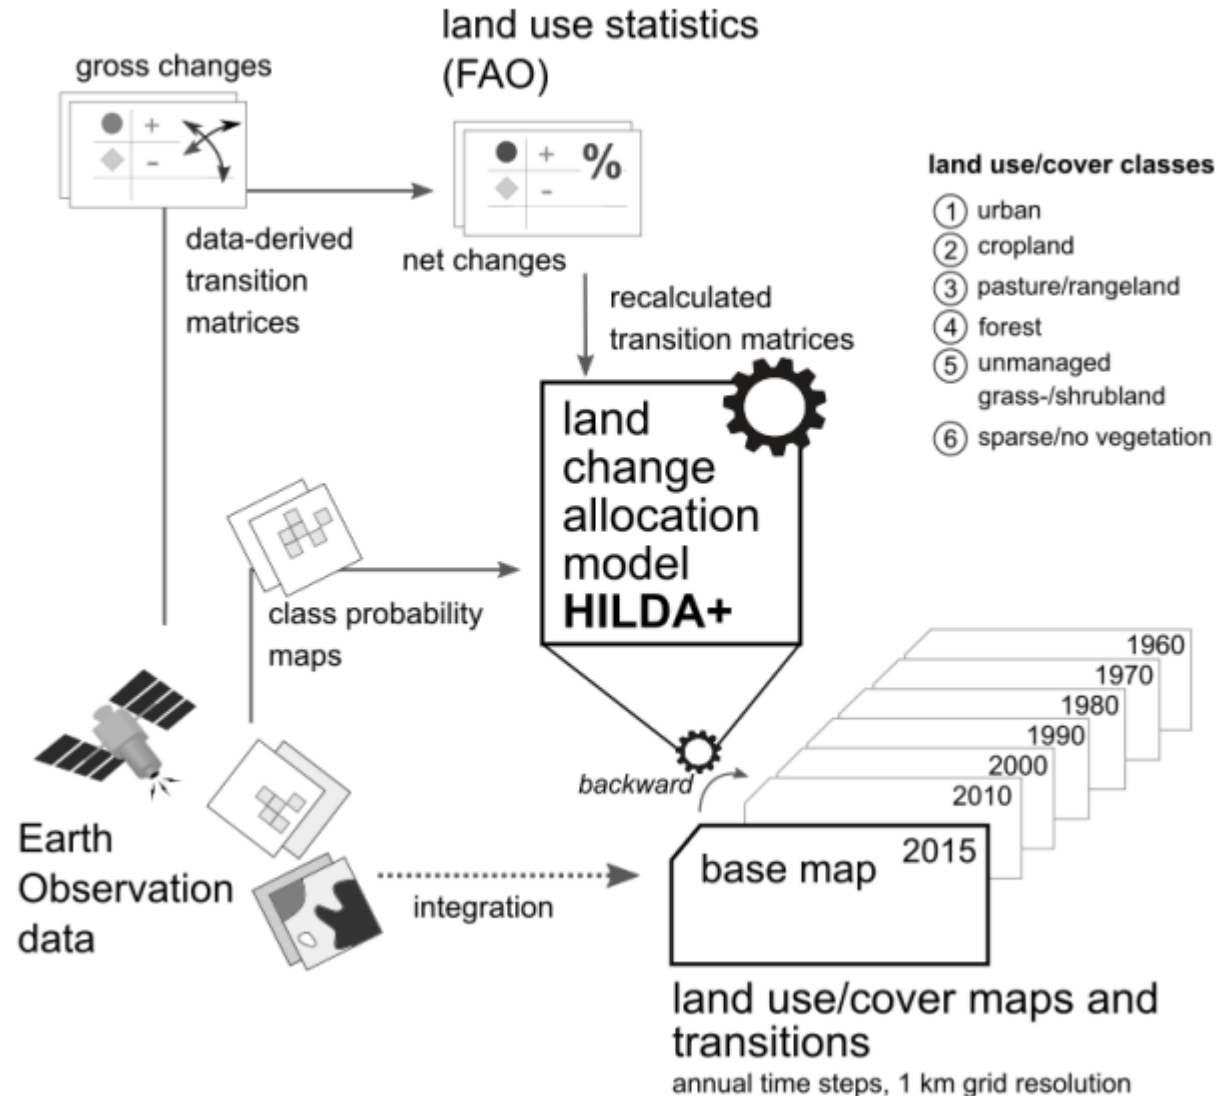 land use statistics
(FAO)
gross changes
+
-
+
%
-
data-derived
transition
matrices
net changes
recalculated
transition matrices
land use/cover classes
1 urban
2 cropland
3 pasture/rangeland
4 forest
5 unmanaged
grass-/shrubland
6 sparse/no vegetation
land
change
allocation
model
HILDA+
class probability
maps
1960
1970
1980
1990
2000
2010
backward
2015
base map
Earth
Observation
data
integration
land use/cover maps and
transitions
annual time steps, 1 km grid resolution